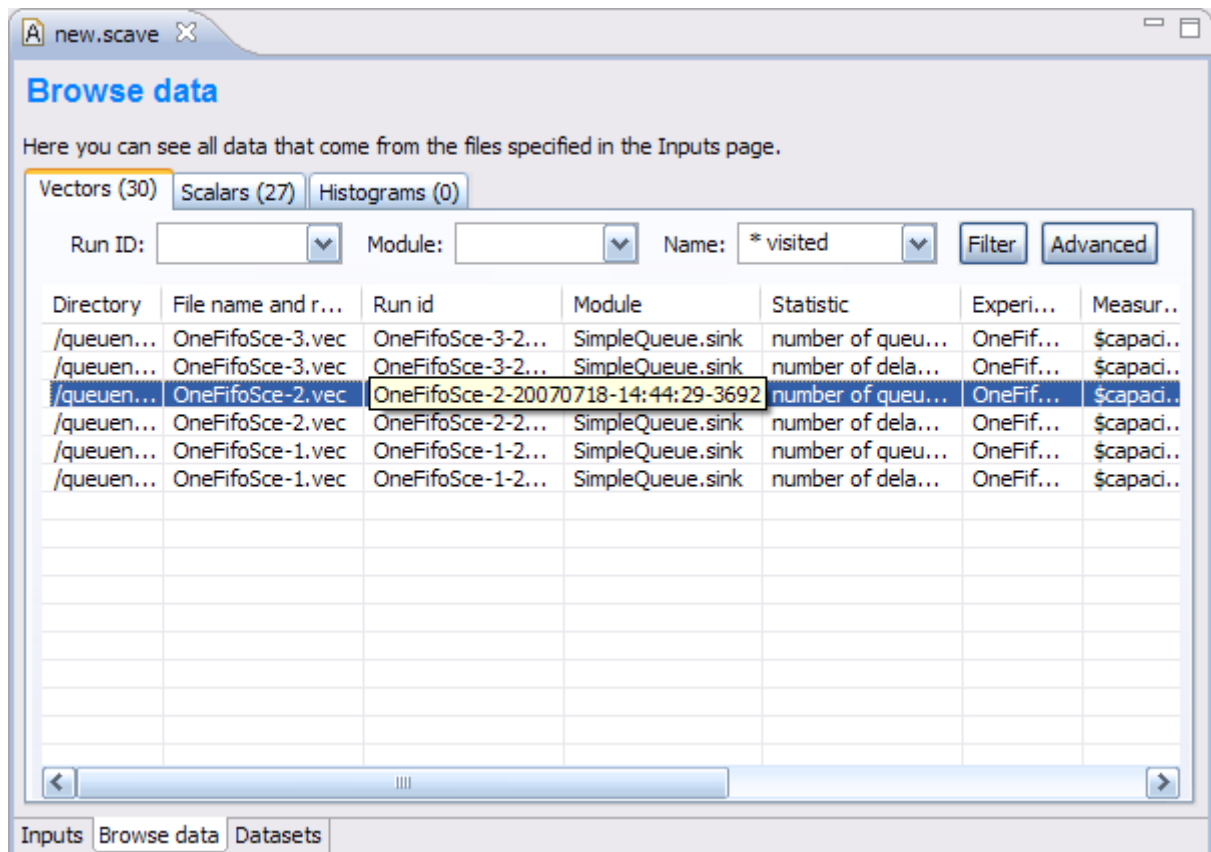 new.scave
Browse data
Here you can see all data that come from the files specified in the Inputs page.
Vectors (30) Scalars (27) Histograms (0)
Run ID: Module: Name: * visited Filter Advanced
Directory File name and r... Run id Module Statistic Experi... Measur...
/queuen... OneFifoSce-3.vec OneFifoSce-3-2... SimpleQueue.sink number of queu... OneFif... $capaci...
/queuen... OneFifoSce-3.vec OneFifoSce-3-2... SimpleQueue.sink number of dela... OneFif... $capaci...
/queuen... OneFifoSce-2.vec OneFifoSce-2-20070718-14:44:29-3692 number of queu... OneFif... $capaci...
/queuen... OneFifoSce-2.vec OneFifoSce-2-2... SimpleQueue.sink number of dela... OneFif... $capaci...
/queuen... OneFifoSce-1.vec OneFifoSce-1-2... SimpleQueue.sink number of queu... OneFif... $capaci...
/queuen... OneFifoSce-1.vec OneFifoSce-1-2... SimpleQueue.sink number of dela... OneFif... $capaci...
Inputs Browse data Datasets